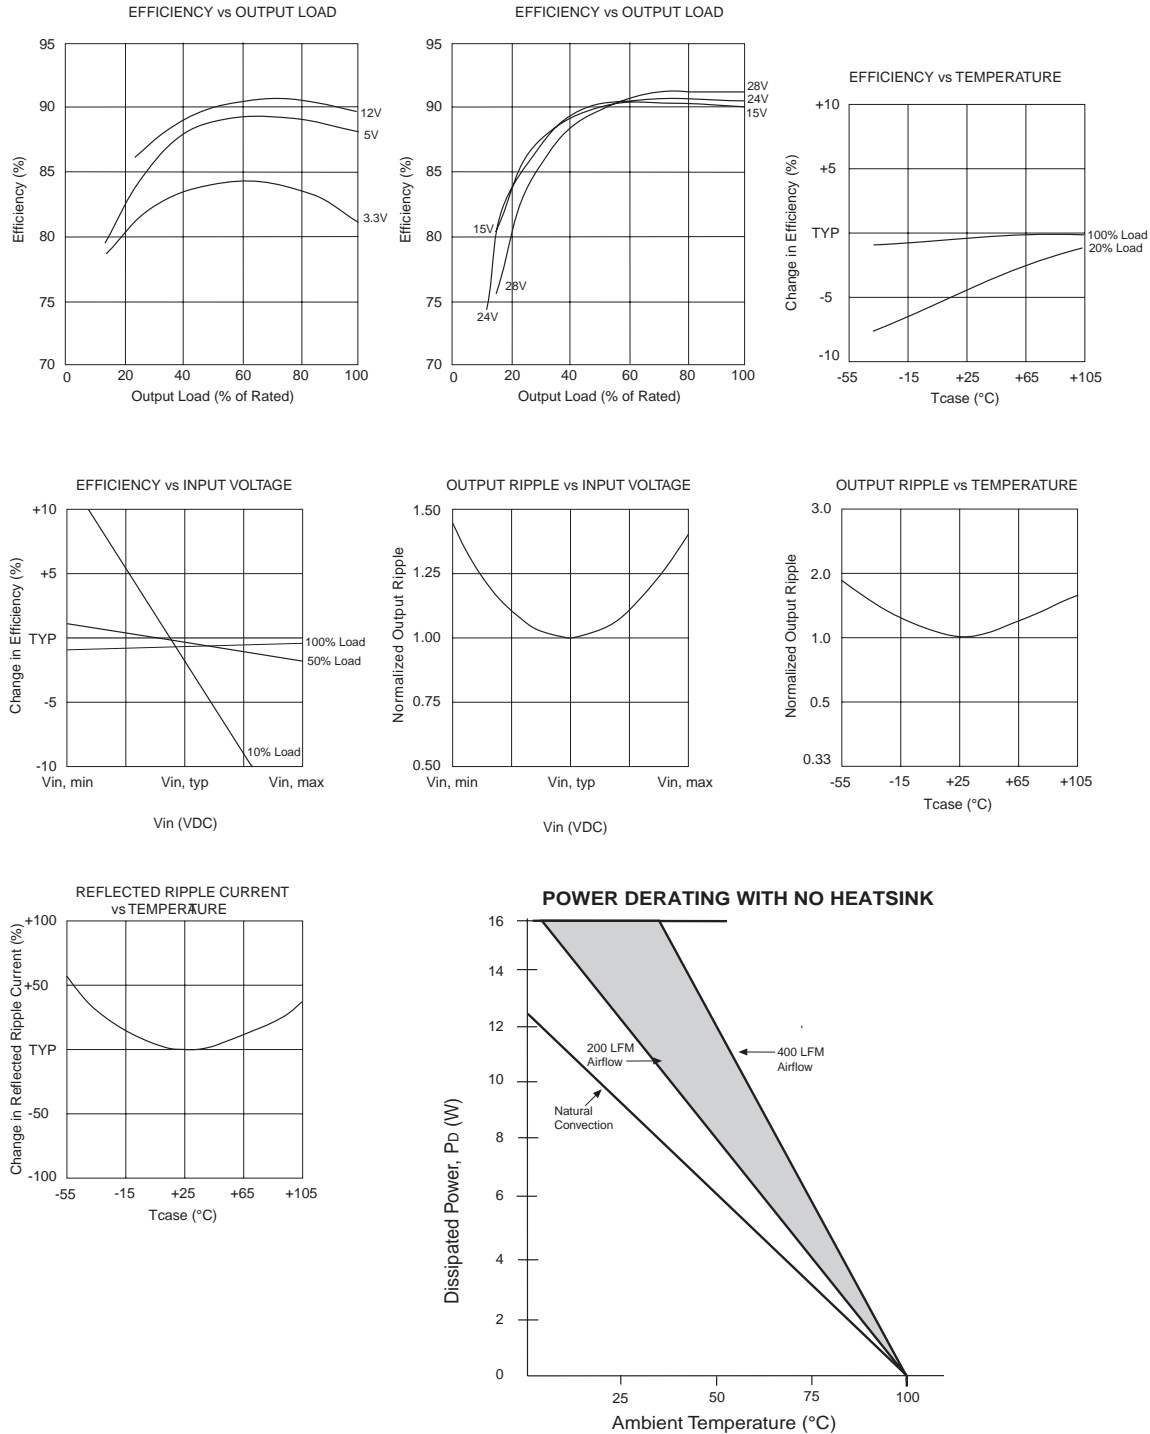 EFFICIENCY vs OUTPUT LOAD
95
90
85
80
75
70
Efficiency (%)
12V
5V
3.3V
0 20 40 60 80 100
Output Load (% of Rated)
EFFICIENCY vs OUTPUT LOAD
95
90
85
80
75
70
Efficiency (%)
28V
24V
15V
15V
28V
24V
0 20 40 60 80 100
Output Load (% of Rated)
EFFICIENCY vs TEMPERATURE
+10
+5
TYP
-5
-10
Change in Efficiency (%)
100% Load
20% Load
-55 -15 +25 +65 +105
Tcase (°C)
EFFICIENCY vs INPUT VOLTAGE
+10
+5
TYP
-5
-10
Change in Efficiency (%)
100% Load
50% Load
10% Load
Vin, min Vin, typ Vin, max
Vin (VDC)
OUTPUT RIPPLE vs INPUT VOLTAGE
1.50
1.25
1.00
0.75
0.50
Normalized Output Ripple
Vin, min Vin, typ Vin, max
Vin (VDC)
OUTPUT RIPPLE vs TEMPERATURE
3.0
2.0
1.0
0.5
0.33
Normalized Output Ripple
-55 -15 +25 +65 +105
Tcase (°C)
REFLECTED RIPPLE CURRENT
vs TEMPERATURE
+100
+50
TYP
-50
-100
Change in Reflected Ripple Current (%)
-55 -15 +25 +65 +105
Tcase (°C)
POWER DERATING WITH NO HEATSINK
16
14
12
10
8
6
4
2
0
Dissipated Power, PD (W)
200 LFM
Airflow
400 LFM
Airflow
Natural
Convection
25 50 75 100
Ambient Temperature (°C)